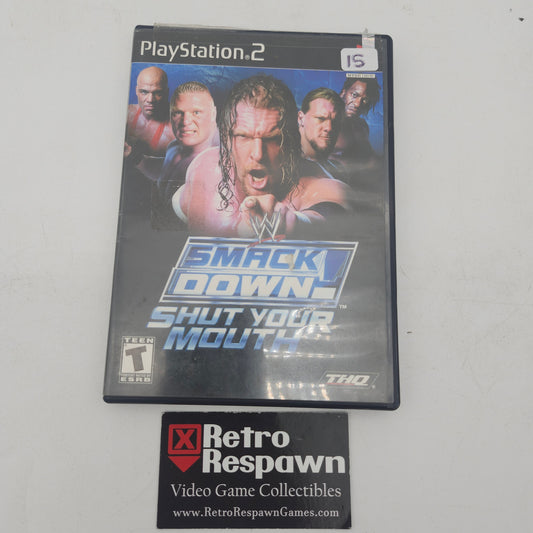 PlayStation®2
15
W
SMACK
DOWN!™
SHUT YOUR
MOUTH
TEEN
T
ESRB
THQ
Retro
Respawn
Video Game Collectibles
www.RetroRespawnGames.com